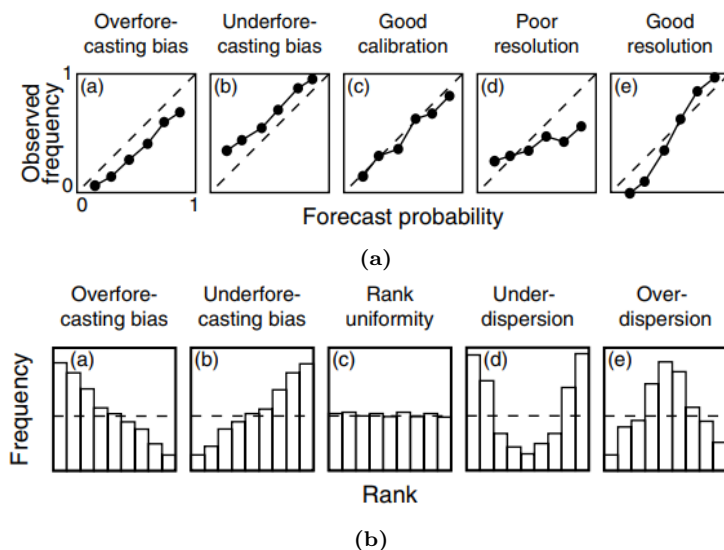 Overfore-
casting bias
Underfore-
casting bias
Good
calibration
Poor
resolution
Good
resolution
Observed
frequency
1
0
(a)
(b)
(c)
(d)
(e)
0
1
Forecast probability
(a)
Overfore-
casting bias
Underfore-
casting bias
Rank
uniformity
Under-
dispersion
Over-
dispersion
Frequency
(a)
(b)
(c)
(d)
(e)
Rank
(b)